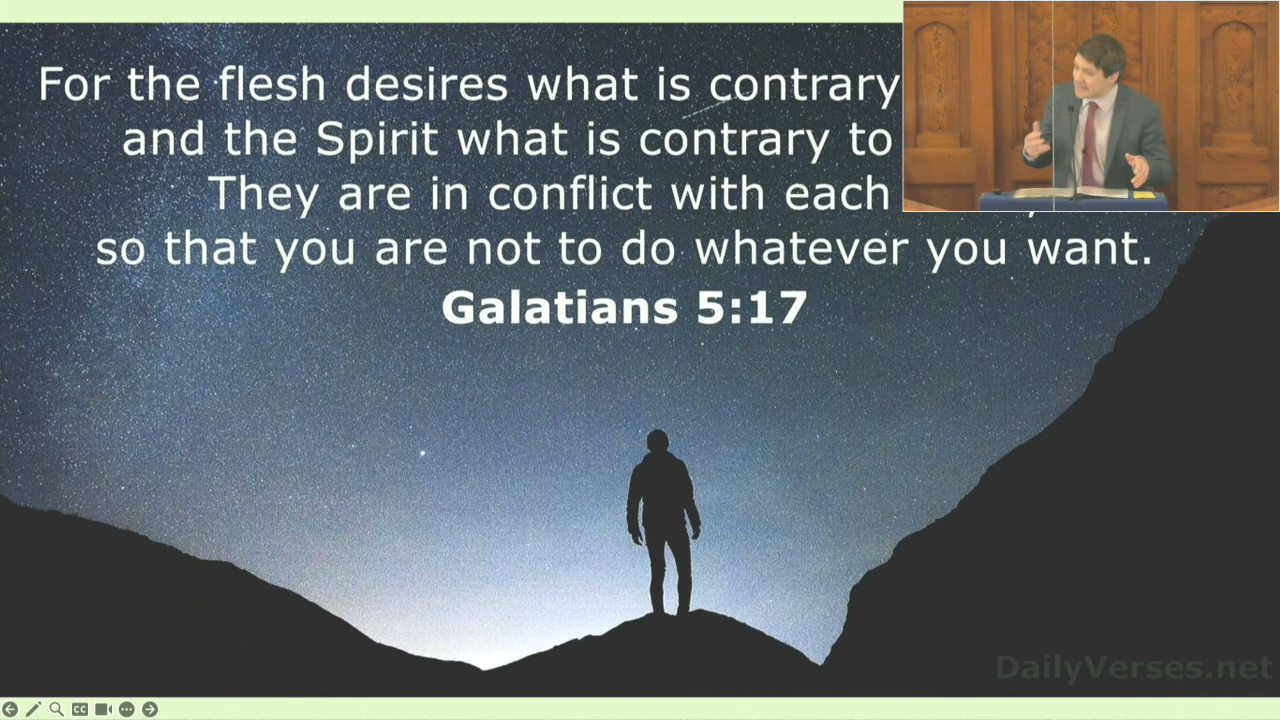 For the flesh desires what is contrary
and the Spirit what is contrary to
They are in conflict with each
so that you are not to do whatever you want.
Galatians 5:17
DailyVerses.net
CC